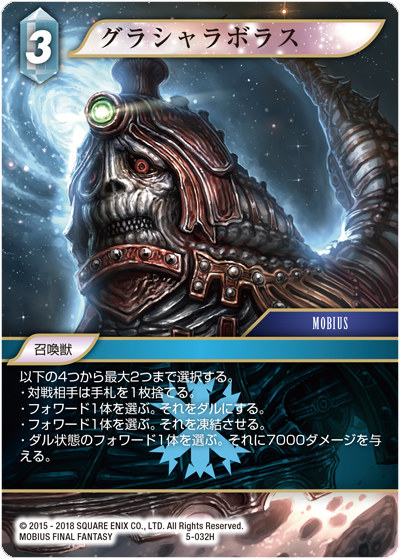 3
グラシャラボラス
MOBIUS
召喚獣
以下の4つから最大2つまで選択する。
・対戦相手は手札を1枚捨てる。
・フォワード1体を選ぶ。それをダルにする。
・フォワード1体を選ぶ。それを凍結させる。
・ダル状態のフォワード1体を選ぶ。それに7000ダメージを与
える。
© 2015 - 2018 SQUARE ENIX CO., LTD. All Rights Reserved.
MOBIUS FINAL FANTASY 5-032H